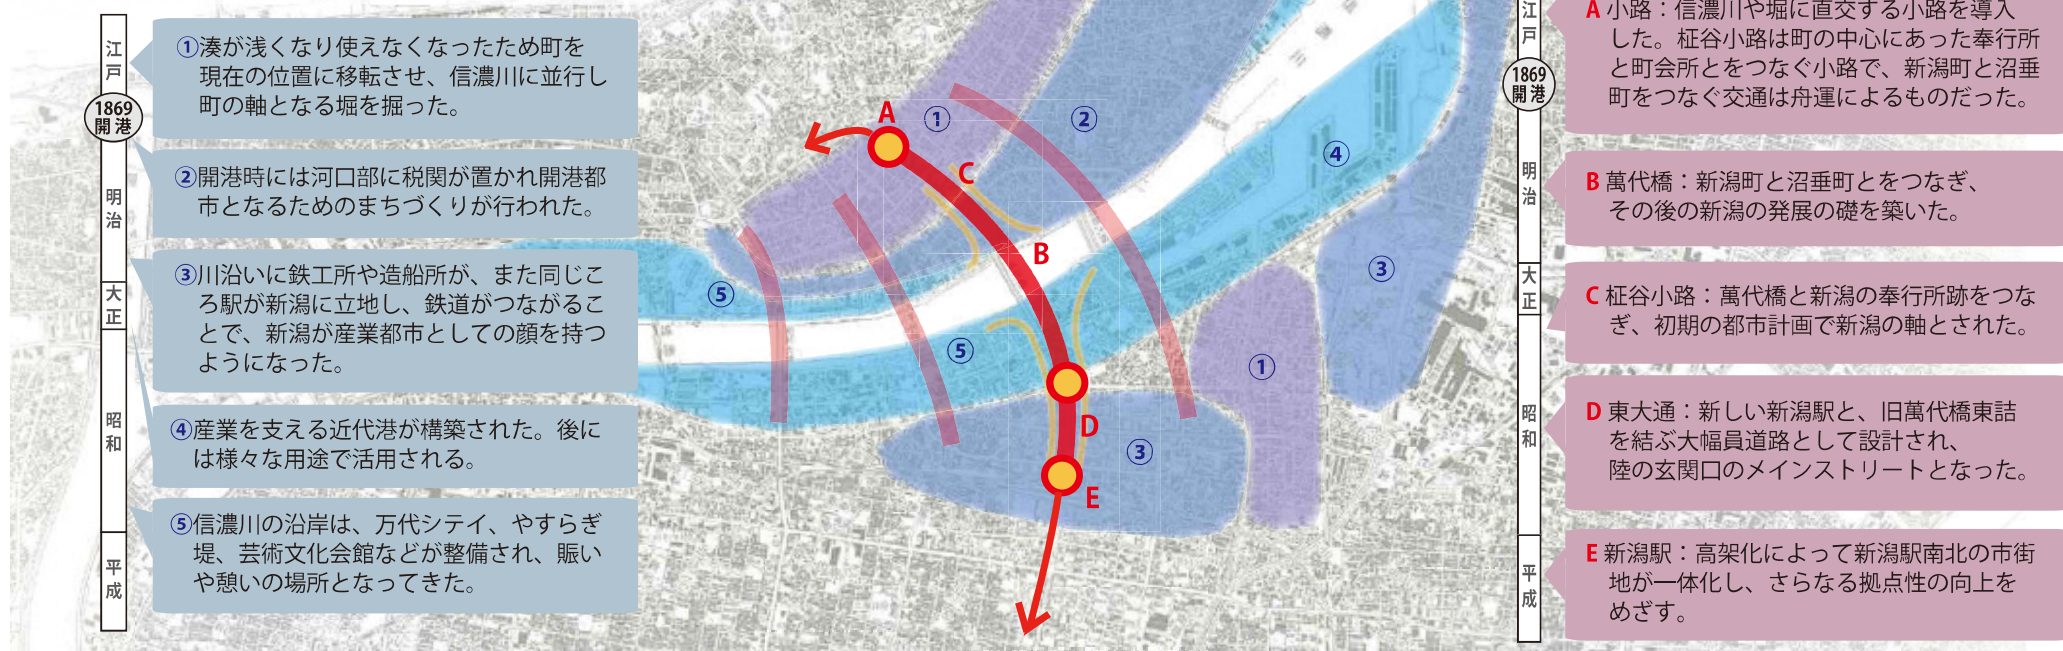 江戸
1869
開港
明治
大正
昭和
平成
①湊が浅くなり使えなくなったため町を
現在の位置に移転させ、信濃川に並行し
町の軸となる堀を掘った。
②開港時には河口部に税関が置かれ開港都
市となるためのまちづくりが行われた。
③川沿いに鉄工所や造船所が、また同じこ
ろ駅が新潟に立地し、鉄道がつながるこ
とで、新潟が産業都市としての顔を持つ
ようになった。
④産業を支える近代港が構築された。後に
は様々な用途で活用される。
⑤信濃川の沿岸は、万代シテイ、やすらぎ
堤、芸術文化会館などが整備され、賑い
や憩いの場所となってきた。
A
①
②
C
④
B
③
⑤
⑤
①
D
③
E
江戸
1869
開港
明治
大正
昭和
平成
A 小路：信濃川や堀に直交する小路を導入
した。柾谷小路は町の中心にあった奉行所
と町会所とをつなぐ小路で、新潟町と沼垂
町をつなぐ交通は舟運によるものだった。
B 萬代橋：新潟町と沼垂町とをつなぎ、
その後の新潟の発展の礎を築いた。
C 柾谷小路：萬代橋と新潟の奉行所跡をつな
ぎ、初期の都市計画で新潟の軸とされた。
D 東大通：新しい新潟駅と、旧萬代橋東詰
を結ぶ大幅員道路として設計され、
陸の玄関口のメインストリートとなった。
E 新潟駅：高架化によって新潟駅南北の市街
地が一体化し、さらなる拠点性の向上を
めざす。